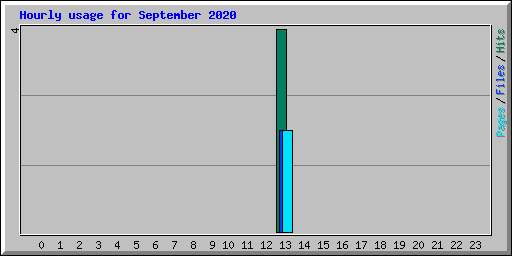 Hourly usage for September 2020
4
Pages/Files/Hits
0 1 2 3 4 5 6 7 8 9 10 11 12 13 14 15 16 17 18 19 20 21 22 23